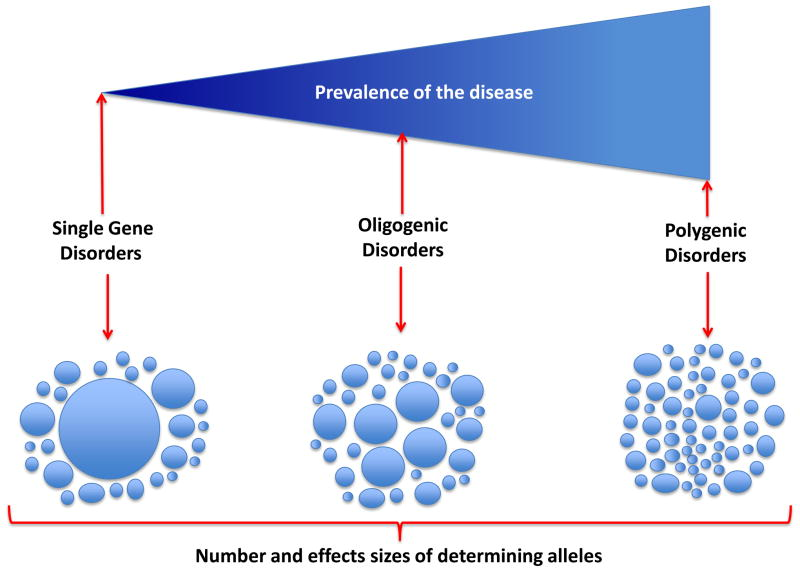 Prevalence of the disease
Single Gene
Disorders
Oligogenic
Disorders
Polygenic
Disorders
Number and effects sizes of determining alleles